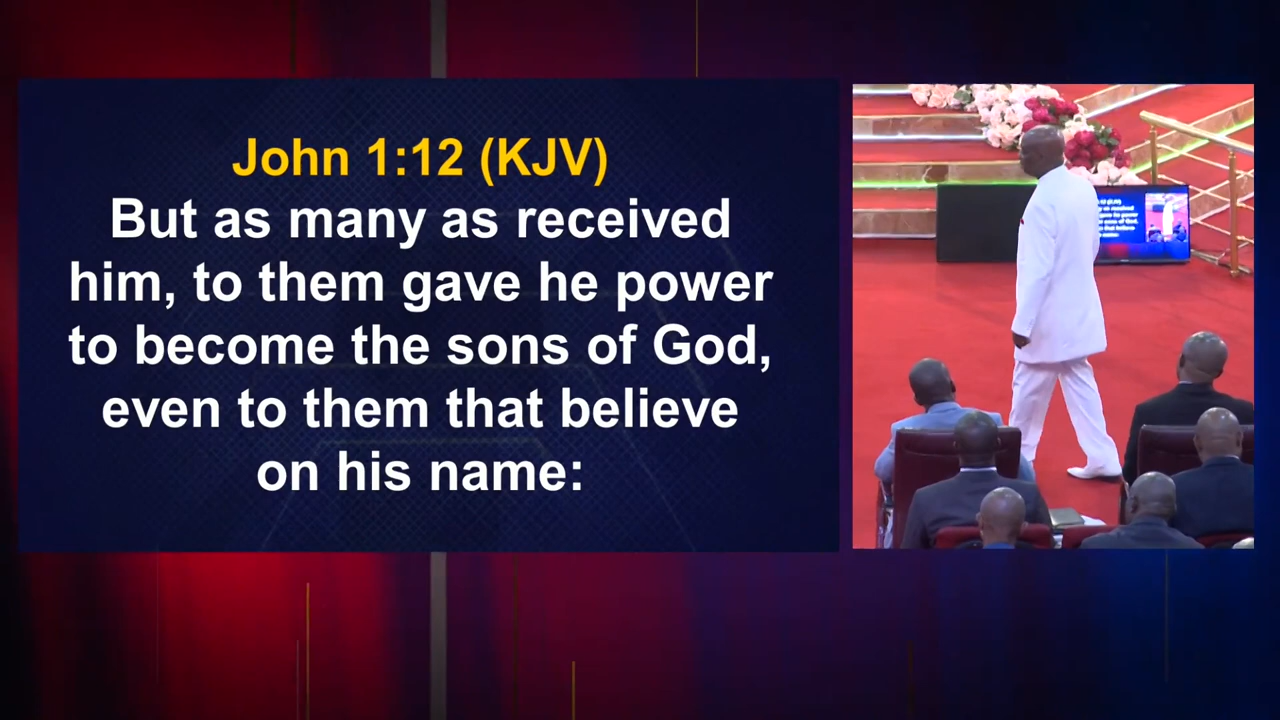 John 1:12 (KJV)
But as many as received
him, to them gave he power
to become the sons of God,
even to them that believe
on his name: